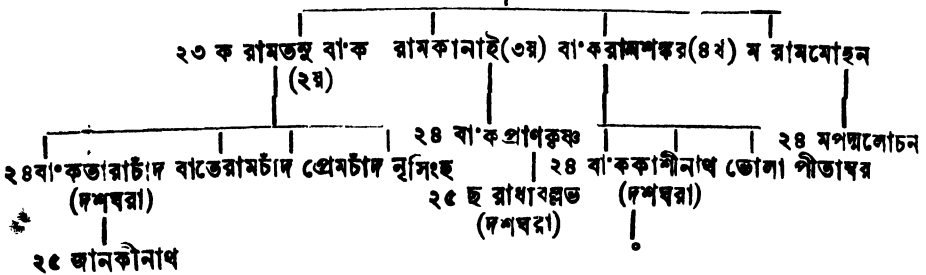 ২৩ ক রামতনু বা॰ক রামকানাই(৩য়) বা॰করামশঙ্কর(৪র্থ) ম রামমোহন
(২য়)
২৪ বা॰কপ্রাণকৃষ্ণ ২৪ মপদ্মলোচন
২৪বা॰কতারাচাঁদ বাতেরামচাঁদ প্রেমচাঁদ নৃসিংহ ২৪ বা॰ককাশীনাথ ভোলা পীতাম্বর
(দশঘরা) ২৫ ছ রাধাবল্লভ (দশঘরা)
(দশঘরা)
২৫ জানকীনাথ